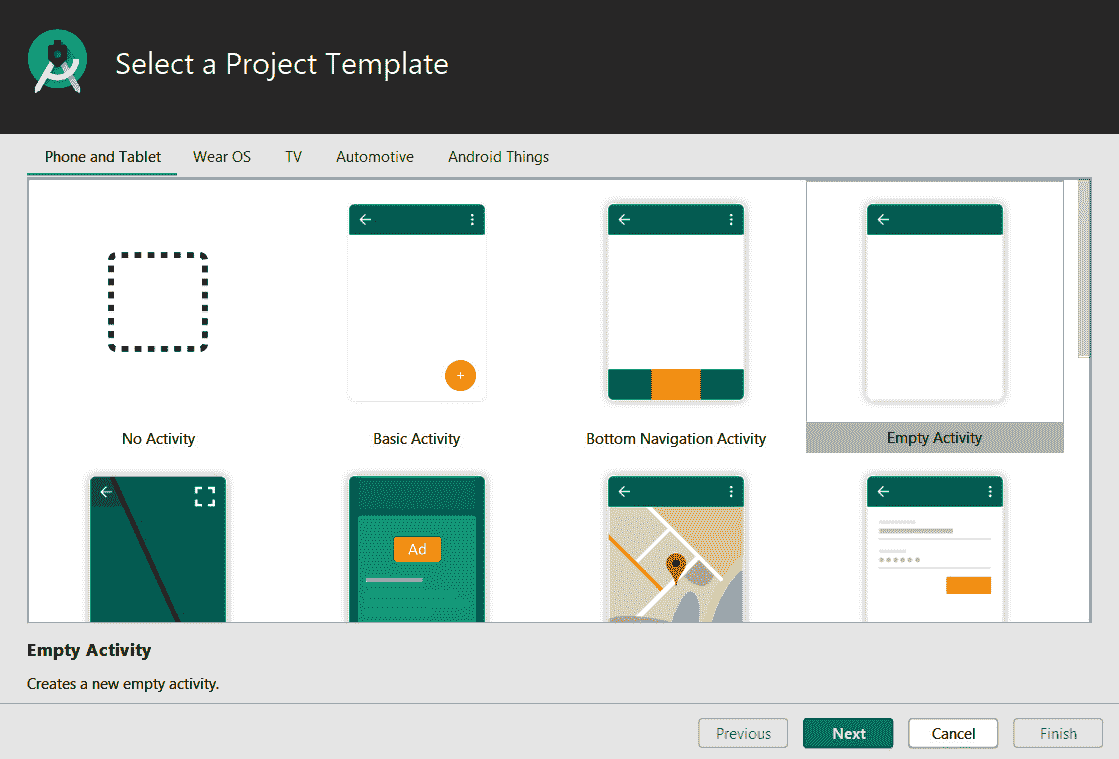 Select a Project Template
Phone and Tablet Wear OS TV Automotive Android Things
No Activity Basic Activity Bottom Navigation Activity Empty Activity
Ad
Empty Activity
Creates a new empty activity.
Previous Next Cancel Finish